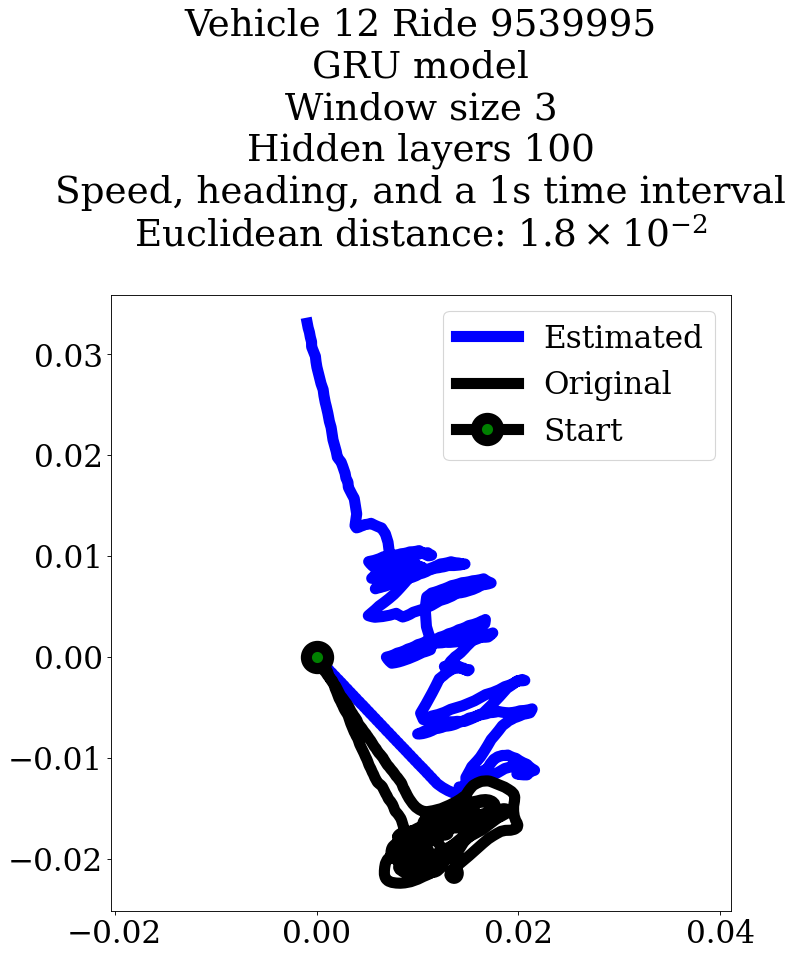 Vehicle 12 Ride 9539995
GRU model
Window size 3
Hidden layers 100
Speed, heading, and a 1s time interval
Euclidean distance: 1.8 × 10⁻²
Estimated
Original
Start
0.03
0.02
0.01
0.00
−0.01
−0.02
−0.02
0.00
0.02
0.04